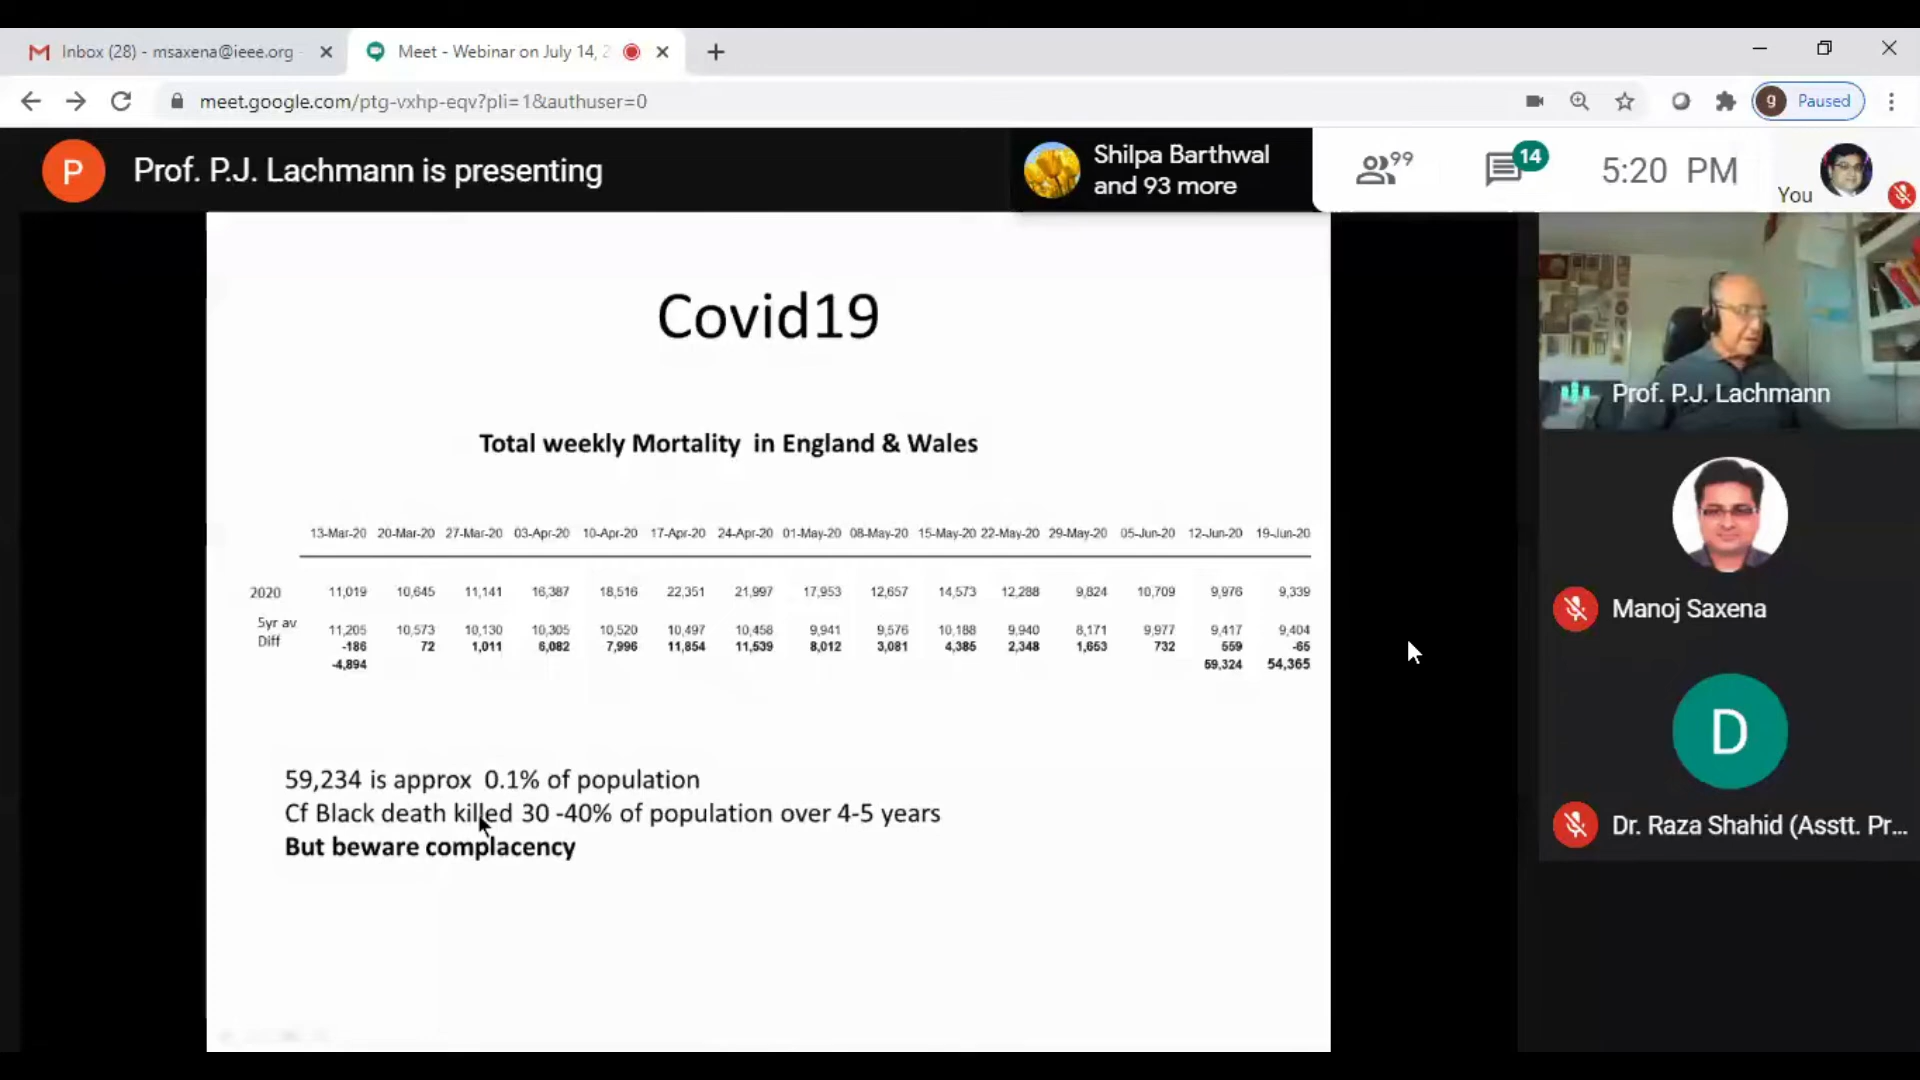 Inbox (28) - msaxena@ieee.org
Meet - Webinar on July 14, 2
meet.google.com/ptg-vxhp-eqv?pli=1&authuser=0
g Paused
P Prof. P.J. Lachmann is presenting
Shilpa Barthwal
and 93 more
99
14
5:20 PM
You
Covid19
Total weekly Mortality in England & Wales
13-Mar-20 20-Mar-20 27-Mar-20 03-Apr-20 10-Apr-20 17-Apr-20 24-Apr-20 01-May-20 08-May-20 15-May-20 22-May-20 29-May-20 05-Jun-20 12-Jun-20 19-Jun-20
2020 11,019 10,645 11,141 16,387 18,516 22,351 21,997 17,953 12,657 14,573 12,288 9,824 10,709 9,976 9,339
5yr av 11,205 10,573 10,130 10,305 10,520 10,497 10,458 9,941 9,576 10,188 9,940 8,171 9,977 9,417 9,404
Diff -186 72 1,011 6,082 7,996 11,854 11,539 8,012 3,081 4,385 2,348 1,653 732 559 -65
-4,894 59,324 54,365
59,234 is approx 0.1% of population
Cf Black death killed 30 -40% of population over 4-5 years
But beware complacency
Prof. P.J. Lachmann
Manoj Saxena
D
Dr. Raza Shahid (Asstt. Pr...